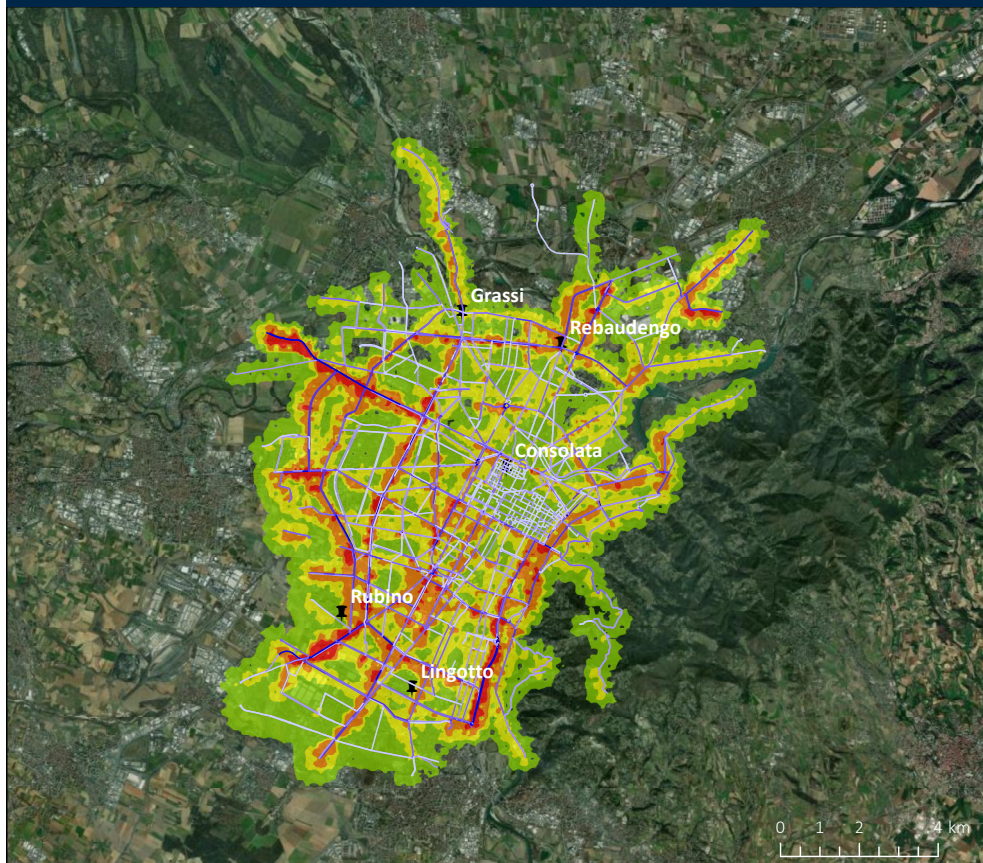 Grassi
Rebaudengo
Consolata
Rubino
Lingotto
0 1 2 4 km